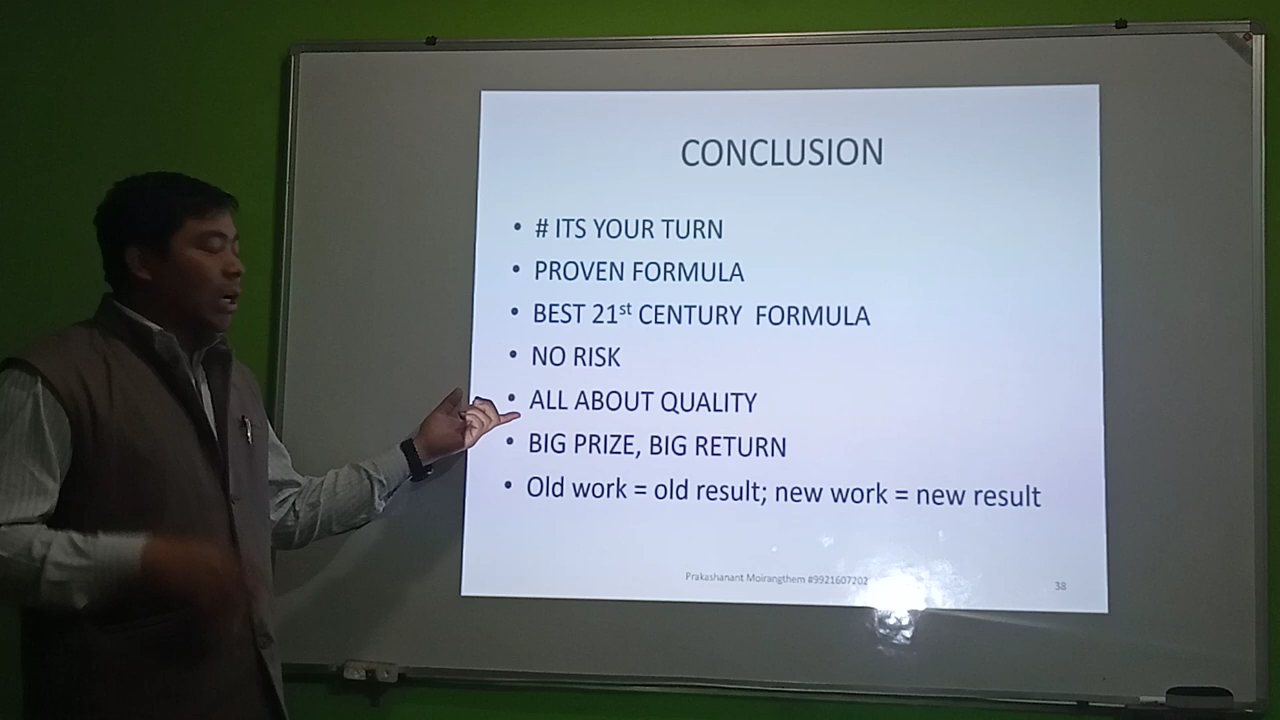 CONCLUSION
• # ITS YOUR TURN
• PROVEN FORMULA
• BEST 21st CENTURY FORMULA
• NO RISK
• ALL ABOUT QUALITY
• BIG PRIZE, BIG RETURN
• Old work = old result; new work = new result
Prakashanant Moirangthem #9921607202
38